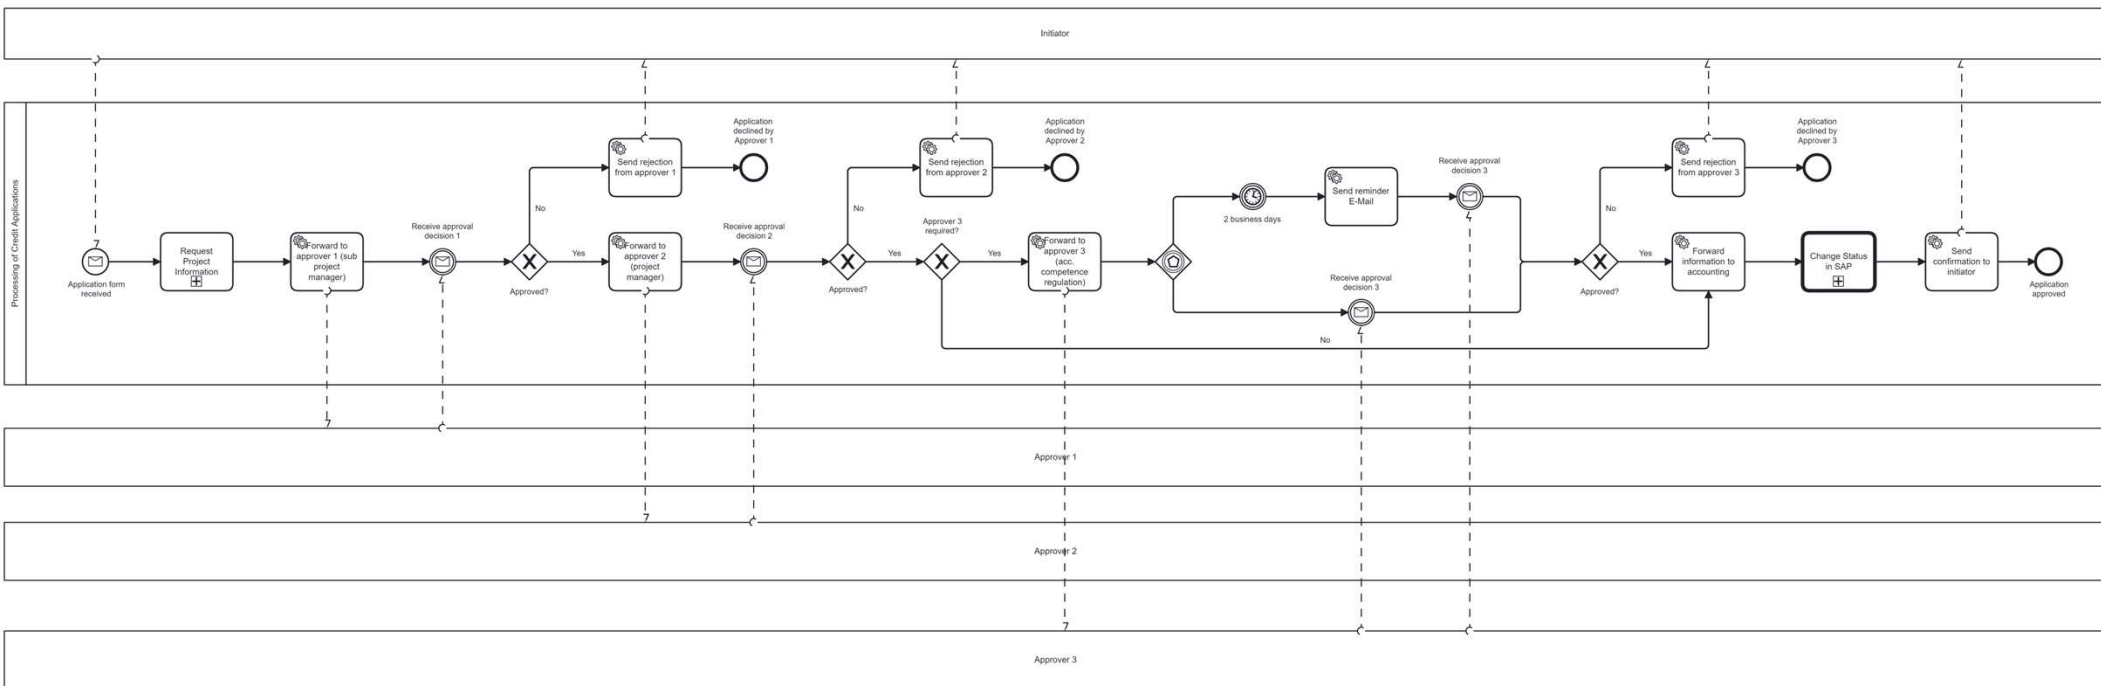 Initiator
Processing of Credit Applications
Application form
received
Request
Project
Information
Forward to
approver 1 (sub
project
manager)
Receive approval
decision 1
Approved?
No
Yes
Send rejection
from approver 1
Application
declined by
Approver 1
Forward to
approver 2
(project
manager)
Receive approval
decision 2
Approved?
No
Yes
Send rejection
from approver 2
Application
declined by
Approver 2
Approver 3
required?
Yes
No
Forward to
approver 3
(acc.
competence
regulation)
2 business days
Send reminder
E-Mail
Receive approval
decision 3
Receive approval
decision 3
Approved?
No
Yes
Send rejection
from approver 3
Application
declined by
Approver 3
Forward
information to
accounting
Change Status
in SAP
Send
confirmation to
initiator
Application
approved
Approver 1
Approver 2
Approver 3